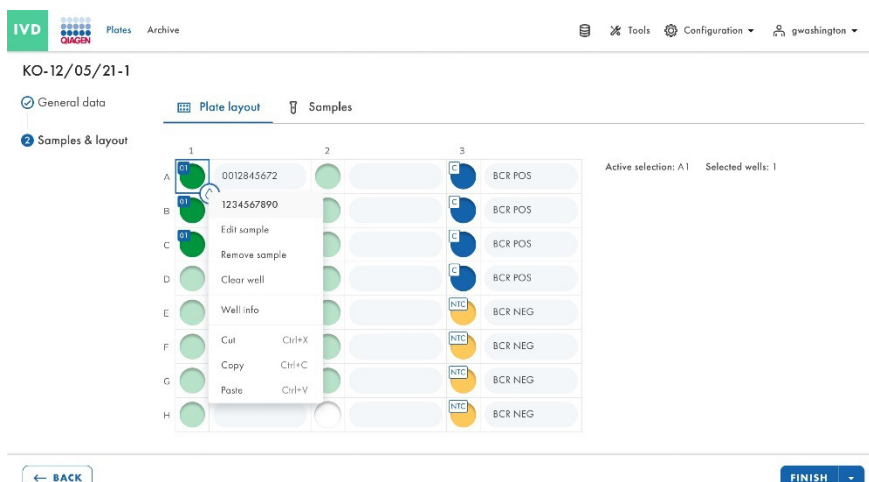 IVD QIAGEN Plates Archive Tools Configuration gwashington
KO-12/05/21-1
General data
Plate layout Samples
2 Samples & layout
1 2 3
A 01 0012845672 C BCR POS Active selection: A1 Selected wells: 1
B 01 1234567890 C BCR POS
Edit sample
C 01 C BCR POS
Remove sample
D Clear well C BCR POS
E Well info NTC BCR NEG
F Cut Ctrl+X NTC BCR NEG
Copy Ctrl+C
G NTC BCR NEG
Paste Ctrl+V
H NTC BCR NEG
← BACK FINISH